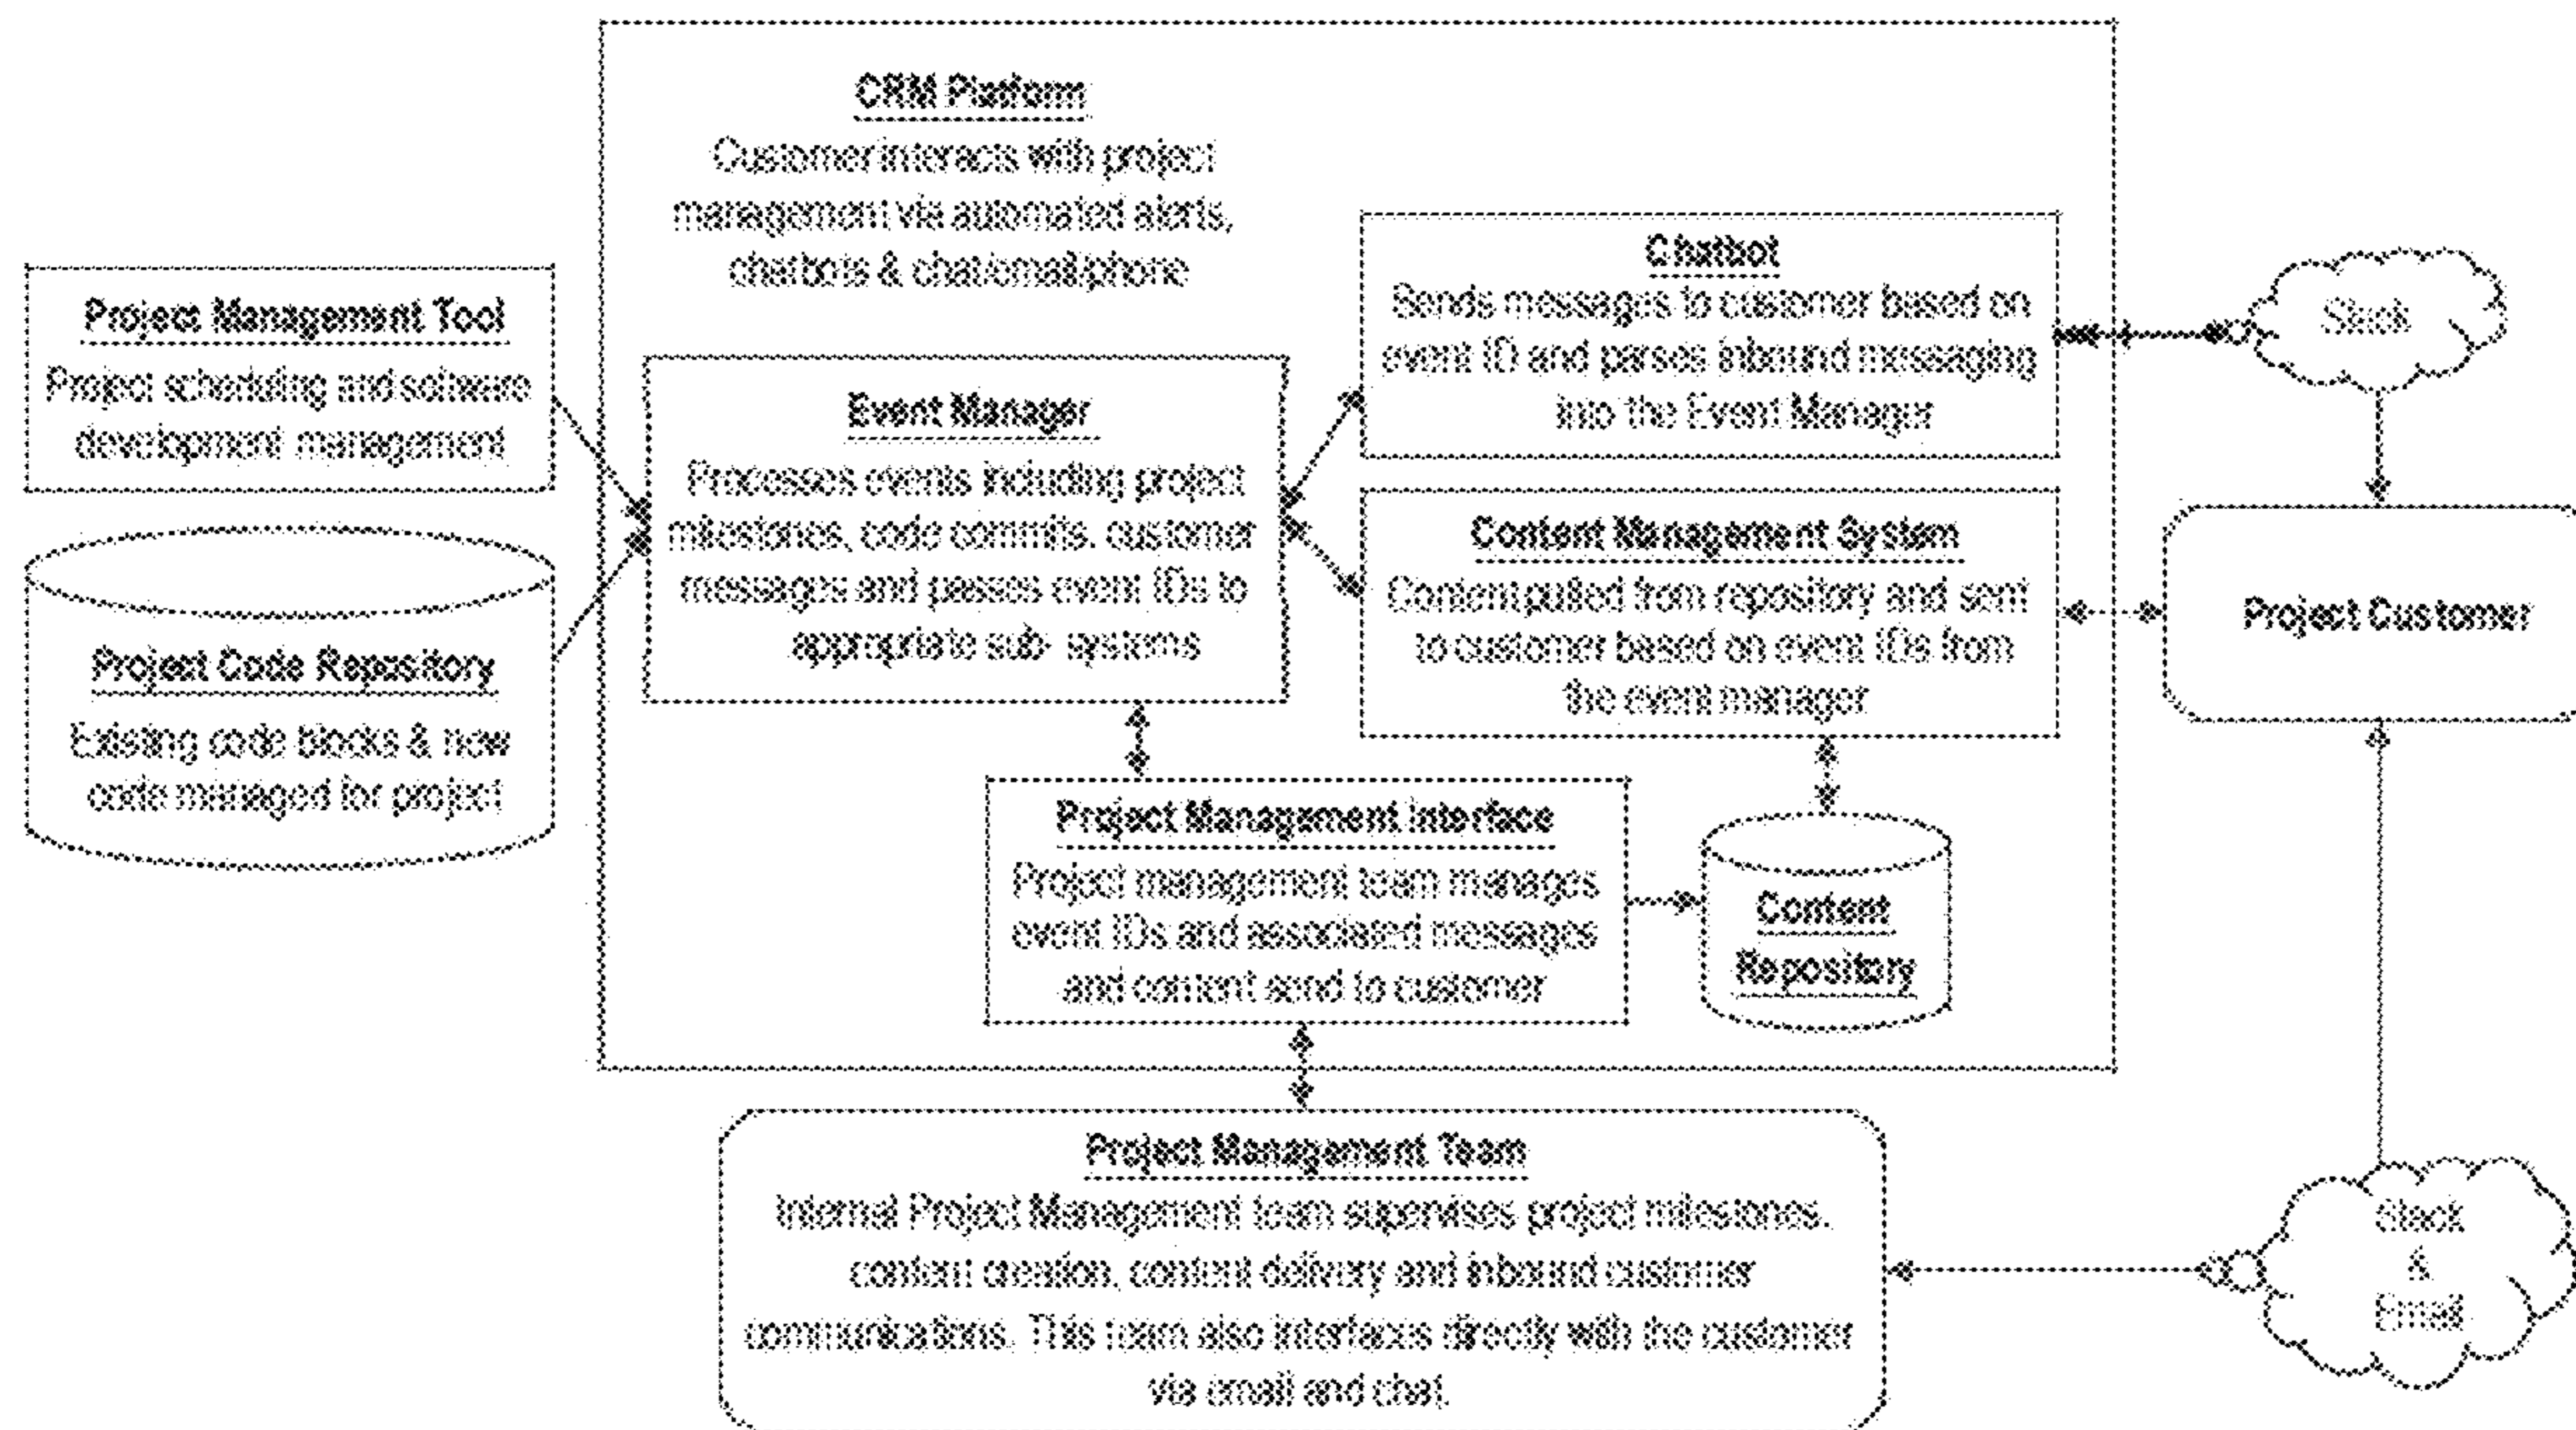 CRM Platform
Customer interacts with project
management via automated alerts,
chatbots & chat/email/phone
Project Management Tool
Project scheduling and software
development management
Project Code Repository
Existing code blocks & new
code managed for project
Event Manager
Processes events including project
milestones, code commits, customer
messages and passes event IDs to
appropriate sub- systems
Chatbot
Sends messages to customer based on
event ID and parses inbound messaging
into the Event Manager
Content Management System
Content pulled from repository and sent
to customer based on event IDs from
the event manager
Slack
Project Customer
Project Management Interface
Project management team manages
event IDs and associated messages
and content send to customer
Content
Repository
Project Management Team
Internal Project Management team supervises project milestones,
content creation, content delivery and inbound customer
communications. This team also interfaces directly with the customer
via email and chat.
Slack
&
Email